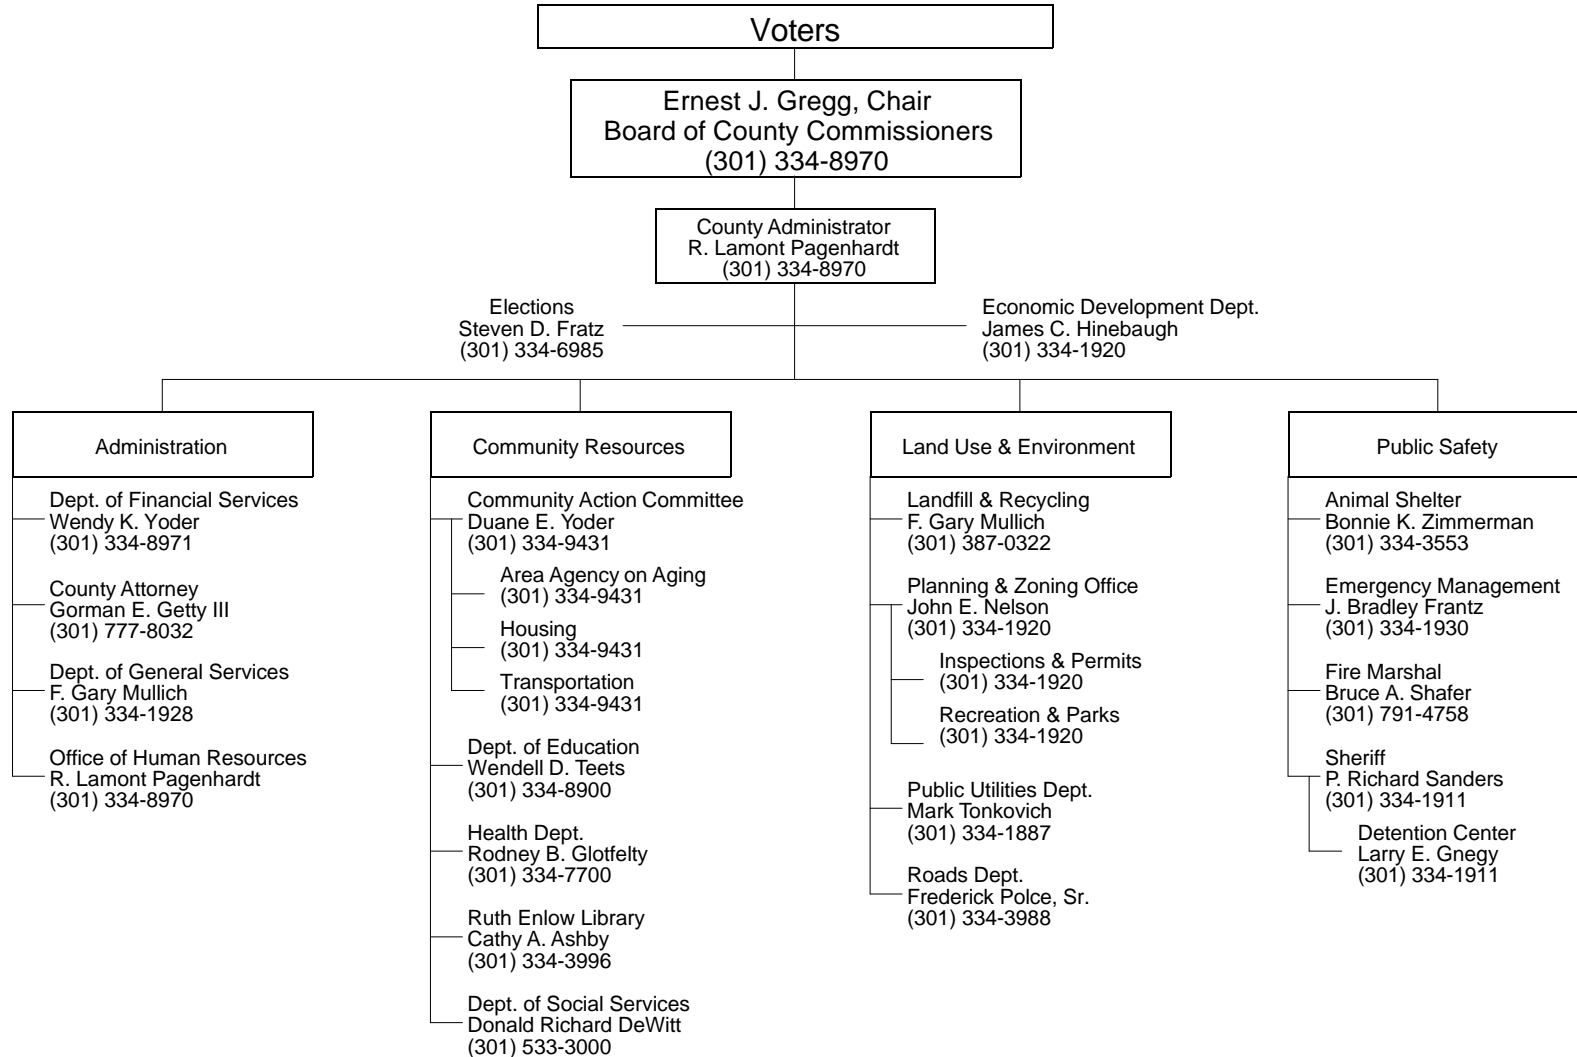 Voters
Ernest J. Gregg, Chair
Board of County Commissioners
(301) 334-8970
County Administrator
R. Lamont Pagenhardt
(301) 334-8970
Elections
Steven D. Fratz
(301) 334-6985
Economic Development Dept.
James C. Hinebaugh
(301) 334-1920
Administration
Dept. of Financial Services
Wendy K. Yoder
(301) 334-8971
County Attorney
Gorman E. Getty III
(301) 777-8032
Dept. of General Services
F. Gary Mullich
(301) 334-1928
Office of Human Resources
R. Lamont Pagenhardt
(301) 334-8970
Community Resources
Community Action Committee
Duane E. Yoder
(301) 334-9431
Area Agency on Aging
(301) 334-9431
Housing
(301) 334-9431
Transportation
(301) 334-9431
Dept. of Education
Wendell D. Teets
(301) 334-8900
Health Dept.
Rodney B. Glotfelty
(301) 334-7700
Ruth Enlow Library
Cathy A. Ashby
(301) 334-3996
Dept. of Social Services
Donald Richard DeWitt
(301) 533-3000
Land Use & Environment
Landfill & Recycling
F. Gary Mullich
(301) 387-0322
Planning & Zoning Office
John E. Nelson
(301) 334-1920
Inspections & Permits
(301) 334-1920
Recreation & Parks
(301) 334-1920
Public Utilities Dept.
Mark Tonkovich
(301) 334-1887
Roads Dept.
Frederick Polce, Sr.
(301) 334-3988
Public Safety
Animal Shelter
Bonnie K. Zimmerman
(301) 334-3553
Emergency Management
J. Bradley Frantz
(301) 334-1930
Fire Marshal
Bruce A. Shafer
(301) 791-4758
Sheriff
P. Richard Sanders
(301) 334-1911
Detention Center
Larry E. Gnegy
(301) 334-1911